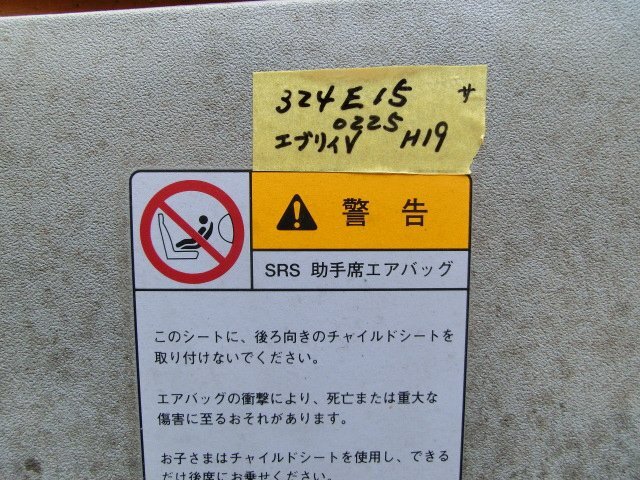 324E15 サ
0225
エブリイV H19
警告
SRS 助手席エアバッグ
このシートに、後ろ向きのチャイルドシートを
取り付けないでください。
エアバッグの衝撃により、死亡または重大な
傷害に至るおそれがあります。
お子さまはチャイルドシートを使用し、できる
だけ後席にお乗せください。